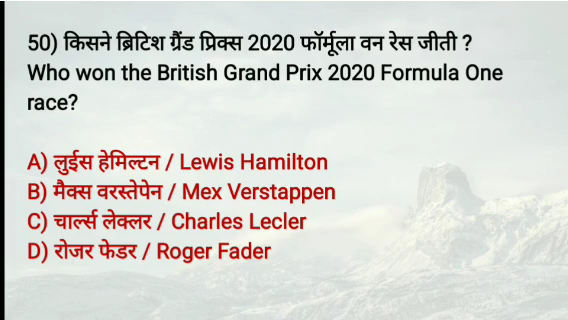 50) किसने ब्रिटिश ग्रैंड प्रिक्स 2020 फॉर्मूला वन रेस जीती ?
Who won the British Grand Prix 2020 Formula One
race?
A) लुईस हेमिल्टन / Lewis Hamilton
B) मैक्स वरस्तेपेन / Mex Verstappen
C) चार्ल्स लेक्लर / Charles Lecler
D) रोजर फेडर / Roger Fader